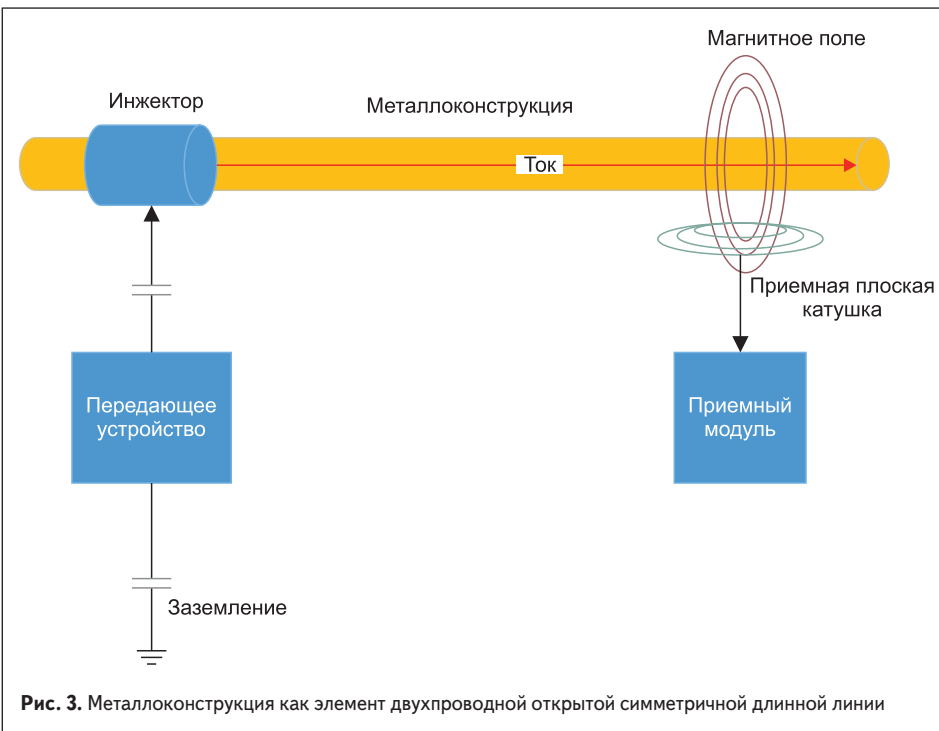 Магнитное поле
Инжектор
Металлоконструкция
Ток
Приемная плоская
катушка
Передающее
устройство
Приемный
модуль
Заземление
Рис. 3. Металлоконструкция как элемент двухпроводной открытой симметричной длинной линии